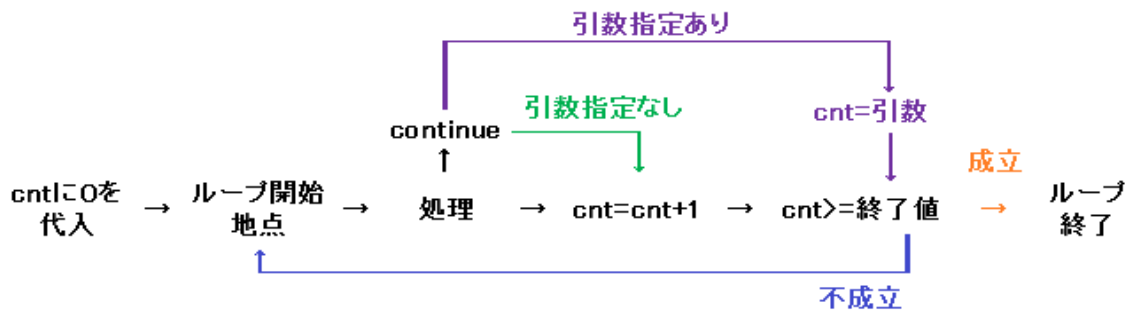 引数指定あり
引数指定なし
cnt=引数
continue
成立
cntに0を
代入
→
ループ開始
地点
→
処理
→
cnt=cnt+1
→
cnt>=終了値
→
ループ
終了
不成立